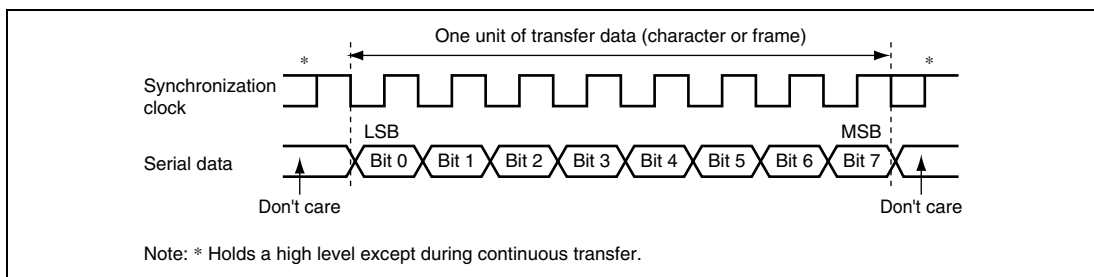 One unit of transfer data (character or frame)
* *
Synchronization
clock
LSB MSB
Serial data Bit 0 Bit 1 Bit 2 Bit 3 Bit 4 Bit 5 Bit 6 Bit 7
Don't care Don't care
Note: * Holds a high level except during continuous transfer.